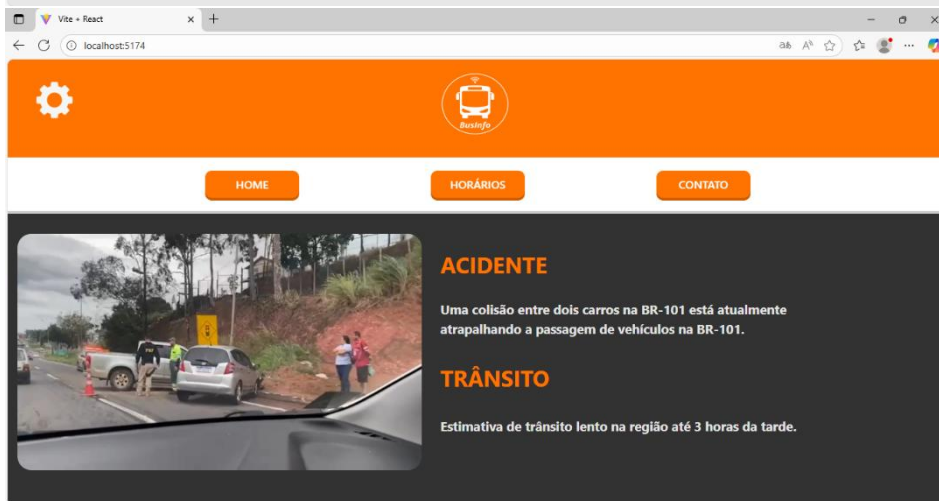 Vite + React
localhost:5174
BusInfo
HOME
HORÁRIOS
CONTATO
ACIDENTE
Uma colisão entre dois carros na BR-101 está atualmente
atrapalhando a passagem de vehículos na BR-101.
TRÂNSITO
Estimativa de trânsito lento na região até 3 horas da tarde.